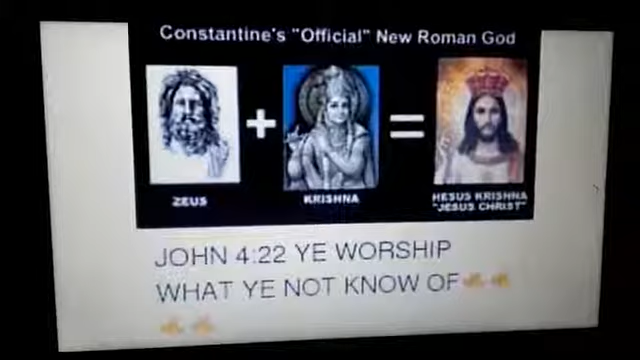 Constantine's "Official" New Roman God
+
=
ZEUS
KRISHNA
HESUS KRISHNA
"JESUS CHRIST"
JOHN 4:22 YE WORSHIP
WHAT YE NOT KNOW OF